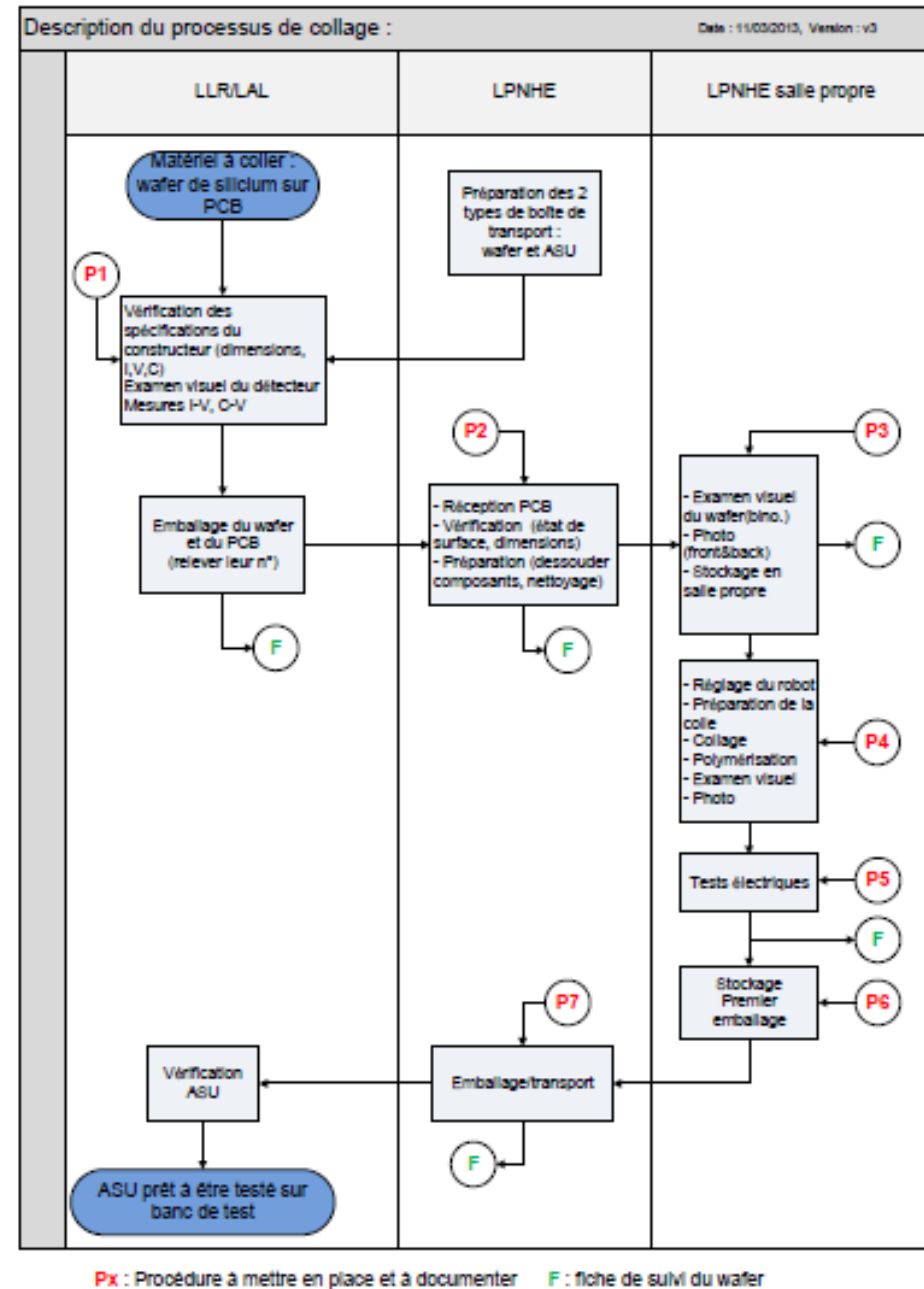 Description du processus de collage :
Date : 11/03/2013, Version : v3
LLR/LAL
LPNHE
LPNHE salle propre
Matériel à coller :
wafer de silicium sur
PCB
Préparation des 2
types de boîte de
transport :
wafer et ASU
P1
Vérification des
spécifications du
constructeur (dimensions,
I,V,C)
Examen visuel du détecteur
Mesures I-V, C-V
P2
P3
Emballage du wafer
et du PCB
(relever leur n°)
- Réception PCB
- Vérification (état de
surface, dimensions)
- Préparation (dessouder
composants, nettoyage)
- Examen visuel
du wafer(bino.)
- Photo
(front&back)
- Stockage en
salle propre
F
F
F
- Réglage du robot
- Préparation de la
colle
- Collage
- Polymérisation
- Examen visuel
- Photo
P4
Tests électriques
P5
F
Stockage
Premier
emballage
P6
P7
Vérification
ASU
Emballage/transport
F
ASU prêt à être testé sur
banc de test
Px : Procédure à mettre en place et à documenter F : fiche de suivi du wafer